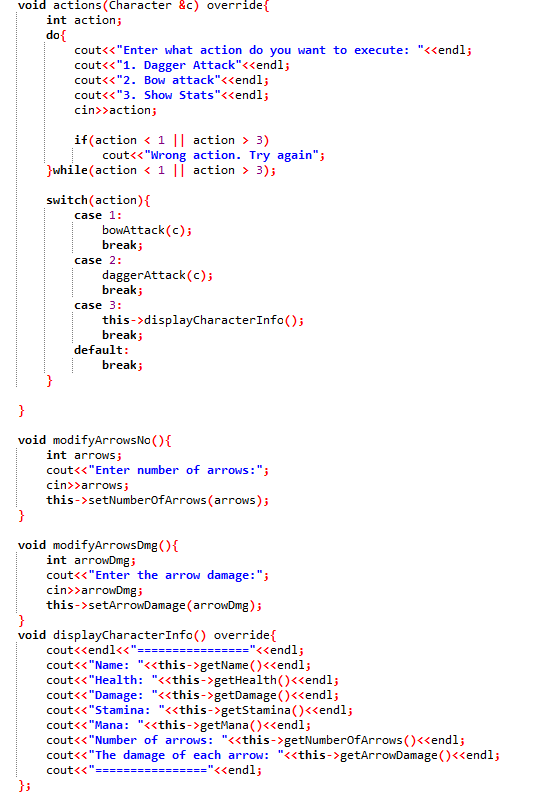 void actions(Character &c) override{
    int action;
    do{
        cout<<"Enter what action do you want to execute: "<<endl;
        cout<<"1. Dagger Attack"<<endl;
        cout<<"2. Bow attack"<<endl;
        cout<<"3. Show Stats"<<endl;
        cin>>action;

        if(action < 1 || action > 3)
            cout<<"Wrong action. Try again";
    }while(action < 1 || action > 3);

    switch(action){
        case 1:
            bowAttack(c);
            break;
        case 2:
            daggerAttack(c);
            break;
        case 3:
            this->displayCharacterInfo();
            break;
        default:
            break;
    }

}

void modifyArrowsNo(){
    int arrows;
    cout<<"Enter number of arrows:";
    cin>>arrows;
    this->setNumberOfArrows(arrows);
}

void modifyArrowsDmg(){
    int arrowDmg;
    cout<<"Enter the arrow damage:";
    cin>>arrowDmg;
    this->setArrowDamage(arrowDmg);
}
void displayCharacterInfo() override{
    cout<<endl<<"================"<<endl;
    cout<<"Name: "<<this->getName()<<endl;
    cout<<"Health: "<<this->getHealth()<<endl;
    cout<<"Damage: "<<this->getDamage()<<endl;
    cout<<"Stamina: "<<this->getStamina()<<endl;
    cout<<"Mana: "<<this->getMana()<<endl;
    cout<<"Number of arrows: "<<this->getNumberOfArrows()<<endl;
    cout<<"The damage of each arrow: "<<this->getArrowDamage()<<endl;
    cout<<"================"<<endl;
};